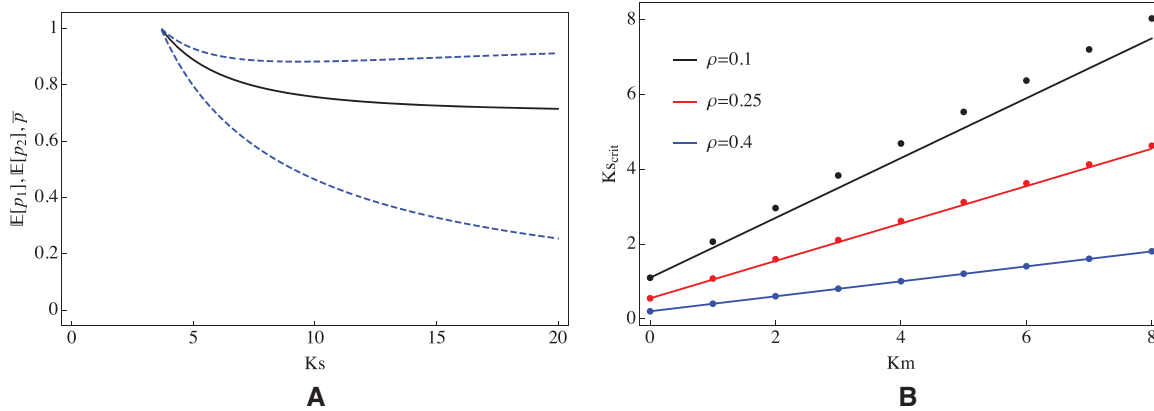 𝔼[p₁], 𝔼[p₂], p̅
1
0.8
0.6
0.4
0.2
0
0 5 10 15 20
Ks
A
Ks_crit
8
6
4
2
0
ρ=0.1
ρ=0.25
ρ=0.4
0 2 4 6 8
Km
B